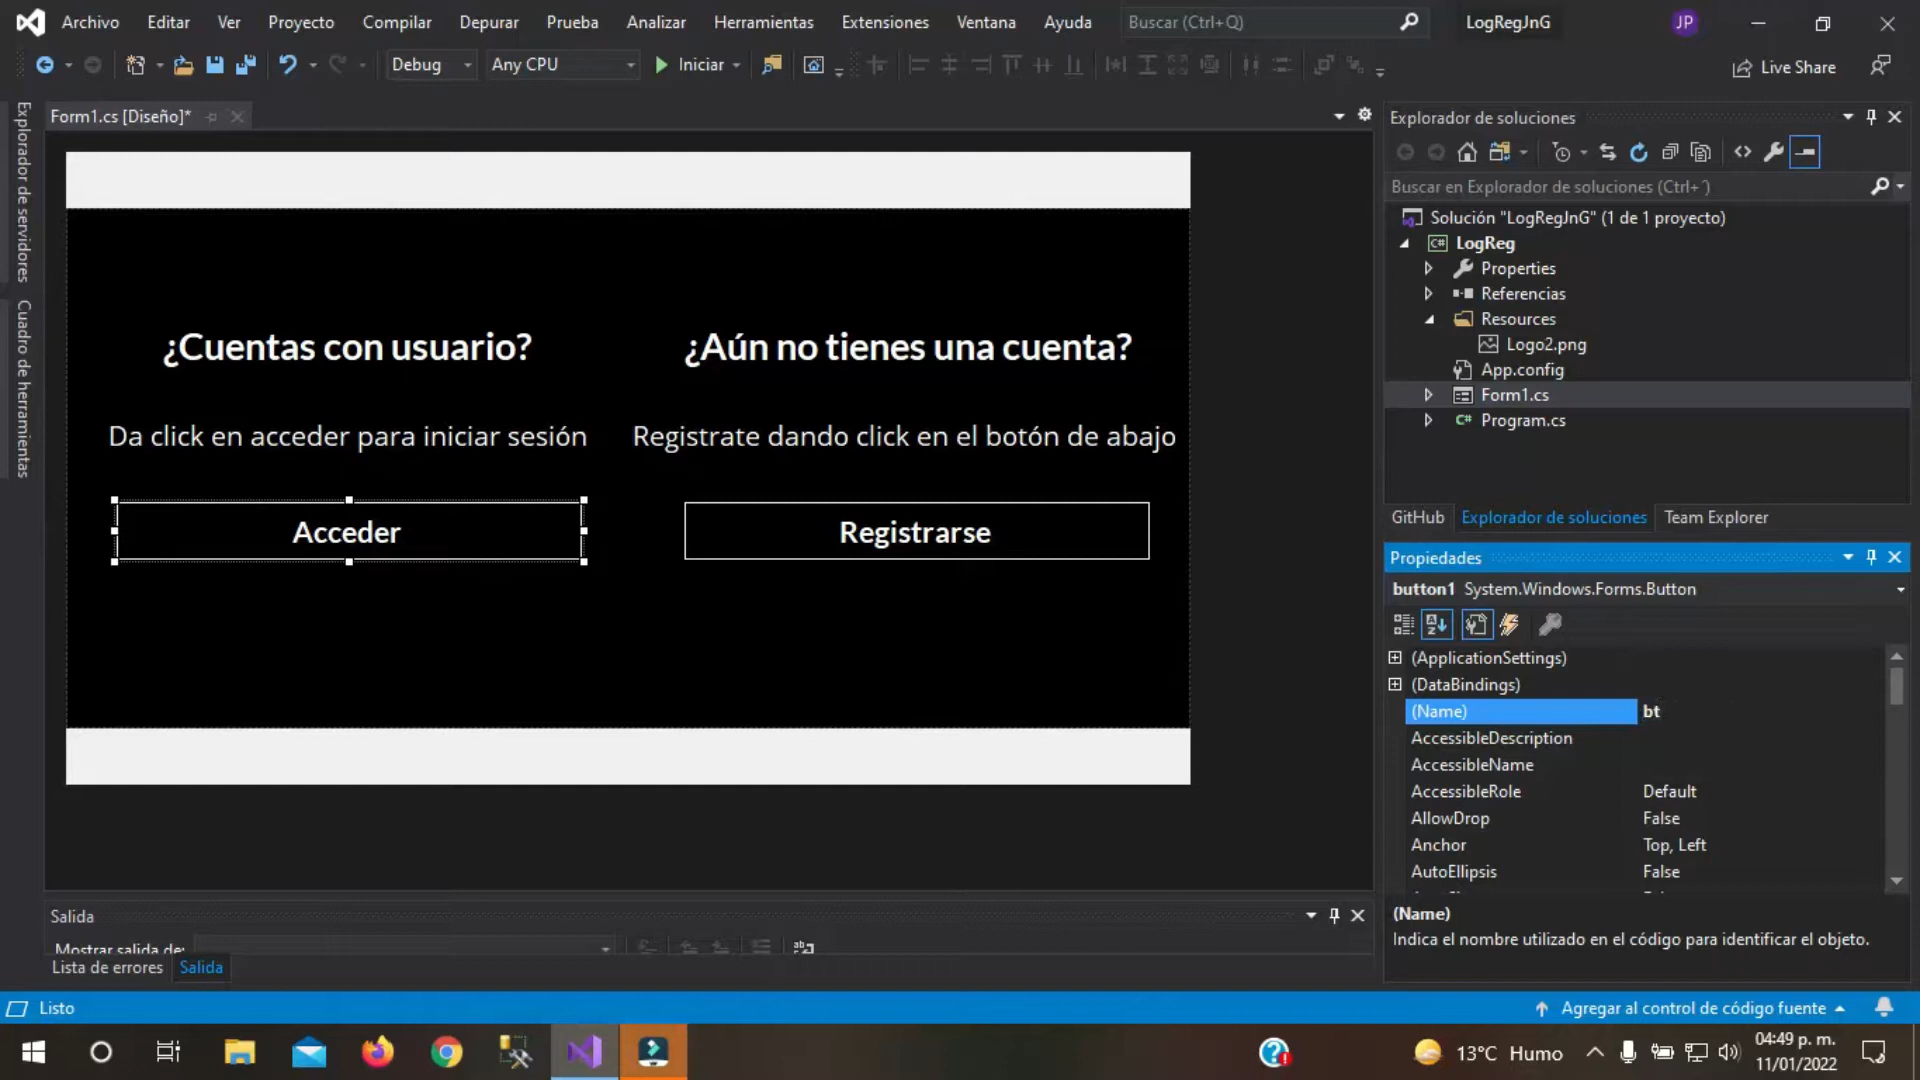 Archivo Editar Ver Proyecto Compilar Depurar Prueba Analizar Herramientas Extensiones Ventana Ayuda Buscar (Ctrl+Q) LogRegJnG JP
Debug Any CPU Iniciar Live Share
Explorador de servidores
Cuadro de herramientas
Form1.cs [Diseño]*
¿Cuentas con usuario?
Da click en acceder para iniciar sesión
Acceder
¿Aún no tienes una cuenta?
Registrate dando click en el botón de abajo
Registrarse
Salida
Mostrar salida de:
Lista de errores Salida
Explorador de soluciones
Buscar en Explorador de soluciones (Ctrl+¨)
Solución "LogRegJnG" (1 de 1 proyecto)
C# LogReg
Properties
Referencias
Resources
Logo2.png
App.config
Form1.cs
C# Program.cs
GitHub Explorador de soluciones Team Explorer
Propiedades
button1 System.Windows.Forms.Button
(ApplicationSettings)
(DataBindings)
(Name) bt
AccessibleDescription
AccessibleName
AccessibleRole Default
AllowDrop False
Anchor Top, Left
AutoEllipsis False
(Name)
Indica el nombre utilizado en el código para identificar el objeto.
Listo Agregar al control de código fuente
13°C Humo 04:49 p. m.
11/01/2022